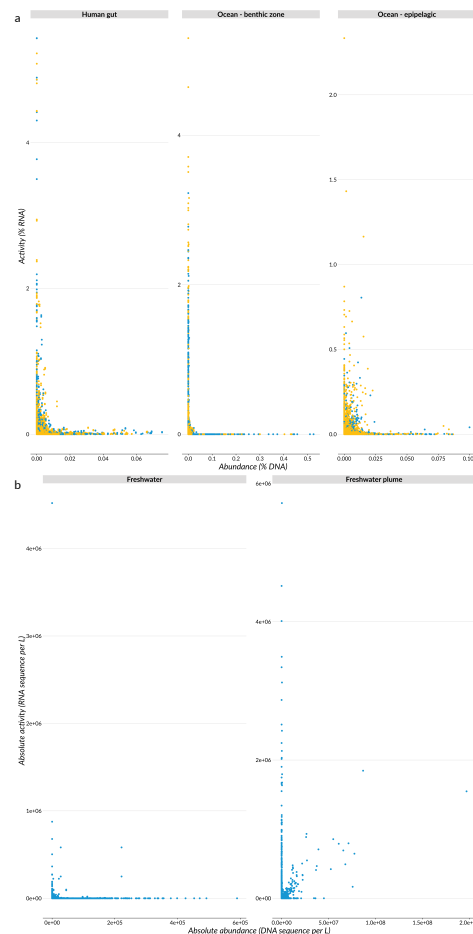 a
Human gut
Ocean - benthic zone
Ocean - epipelagic
Activity (% RNA)
4
2
0
4
2
0
2.0
1.5
1.0
0.5
0.0
0.00 0.02 0.04 0.06
0.0 0.1 0.2 0.3 0.4 0.5
0.000 0.025 0.050 0.075 0.10
Abundance (% DNA)
b
Freshwater
Freshwater plume
Absolute activity (RNA sequence per L)
4e+06
3e+06
2e+06
1e+06
0e+00
6e+06
4e+06
2e+06
0e+00
0e+00 2e+05 4e+05 6e+05
0.0e+00 5.0e+07 1.0e+08 1.5e+08 2.0e+
Absolute abundance (DNA sequence per L)